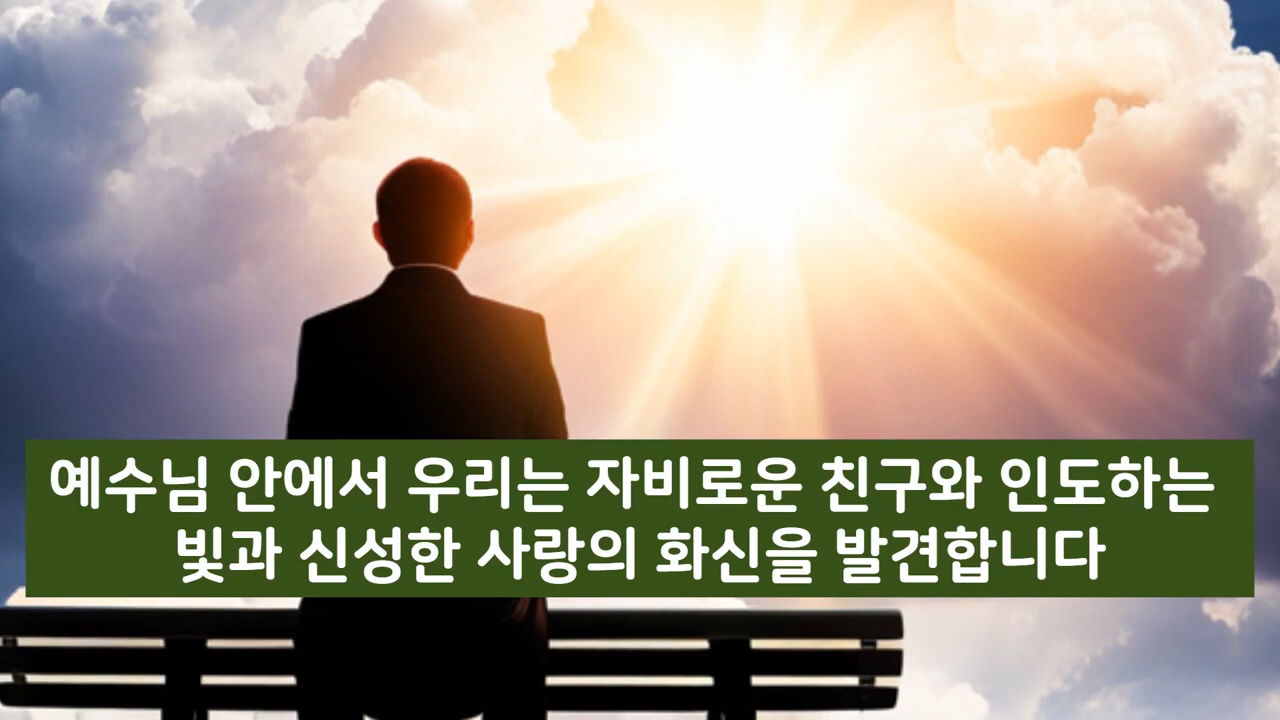 예수님 안에서 우리는 자비로운 친구와 인도하는
빛과 신성한 사랑의 화신을 발견합니다